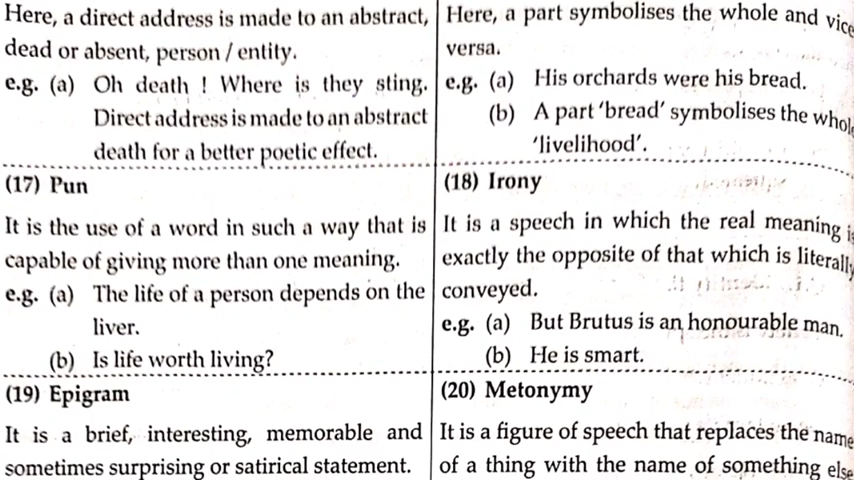 Here, a direct address is made to an abstract,
dead or absent, person / entity.
e.g. (a) Oh death ! Where is they sting.
Direct address is made to an abstract
death for a better poetic effect.
Here, a part symbolises the whole and vice
versa.
e.g. (a) His orchards were his bread.
(b) A part 'bread' symbolises the whole
'livelihood'.
(17) Pun
It is the use of a word in such a way that is
capable of giving more than one meaning.
e.g. (a) The life of a person depends on the
liver.
(b) Is life worth living?
(18) Irony
It is a speech in which the real meaning is
exactly the opposite of that which is literally
conveyed.
e.g. (a) But Brutus is an honourable man.
(b) He is smart.
(19) Epigram
It is a brief, interesting, memorable and
sometimes surprising or satirical statement.
(20) Metonymy
It is a figure of speech that replaces the name
of a thing with the name of something else